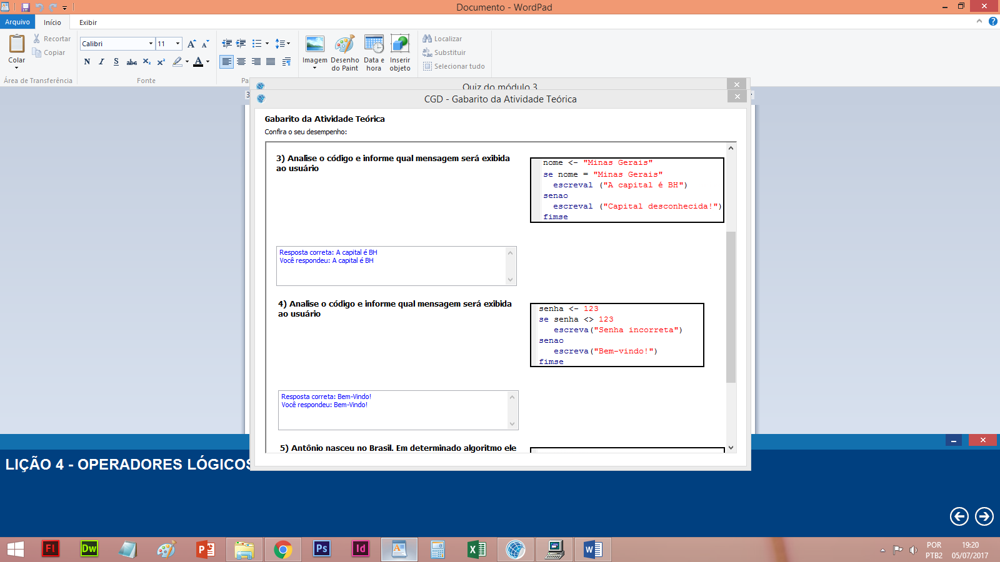 Documento - WordPad
Arquivo
Início
Exibir
Colar
Recortar
Copiar
Área de Transferência
Calibri
11
N I S abc X₂ X²
A
Fonte
Imagem
Desenho do Paint
Data e hora
Inserir objeto
Localizar
Substituir
Selecionar tudo
Quiz do módulo 3
3
CGD - Gabarito da Atividade Teórica
Gabarito da Atividade Teórica
Confira o seu desempenho:
3) Analise o código e informe qual mensagem será exibida
ao usuário
nome <- "Minas Gerais"
se nome = "Minas Gerais"
escreval ("A capital é BH")
senao
escreval ("Capital desconhecida!")
fimse
Resposta correta: A capital é BH
Você respondeu: A capital é BH
4) Analise o código e informe qual mensagem será exibida
ao usuário
senha <- 123
se senha <> 123
escreva("Senha incorreta")
senao
escreva("Bem-vindo!")
fimse
Resposta correta: Bem-Vindo!
Você respondeu: Bem-Vindo!
5) Antônio nasceu no Brasil. Em determinado algoritmo ele
LIÇÃO 4 - OPERADORES LÓGICOS
Fl
Dw
P
Ps
Id
X
W
POR
PTB2
19:20
05/07/2017